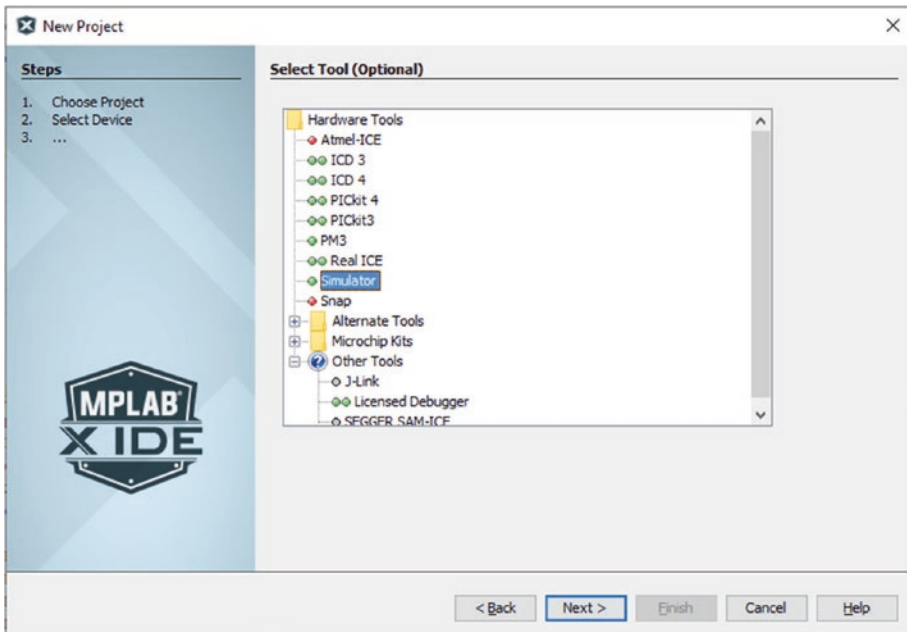 New Project
Steps
1. Choose Project
2. Select Device
3. ...
MPLAB
X IDE
Select Tool (Optional)
Hardware Tools
Atmel-ICE
ICD 3
ICD 4
PICkit 4
PICkit3
PM3
Real ICE
Simulator
Snap
Alternate Tools
Microchip Kits
Other Tools
J-Link
Licensed Debugger
SEGGER SAM-ICE
< Back Next > Finish Cancel Help